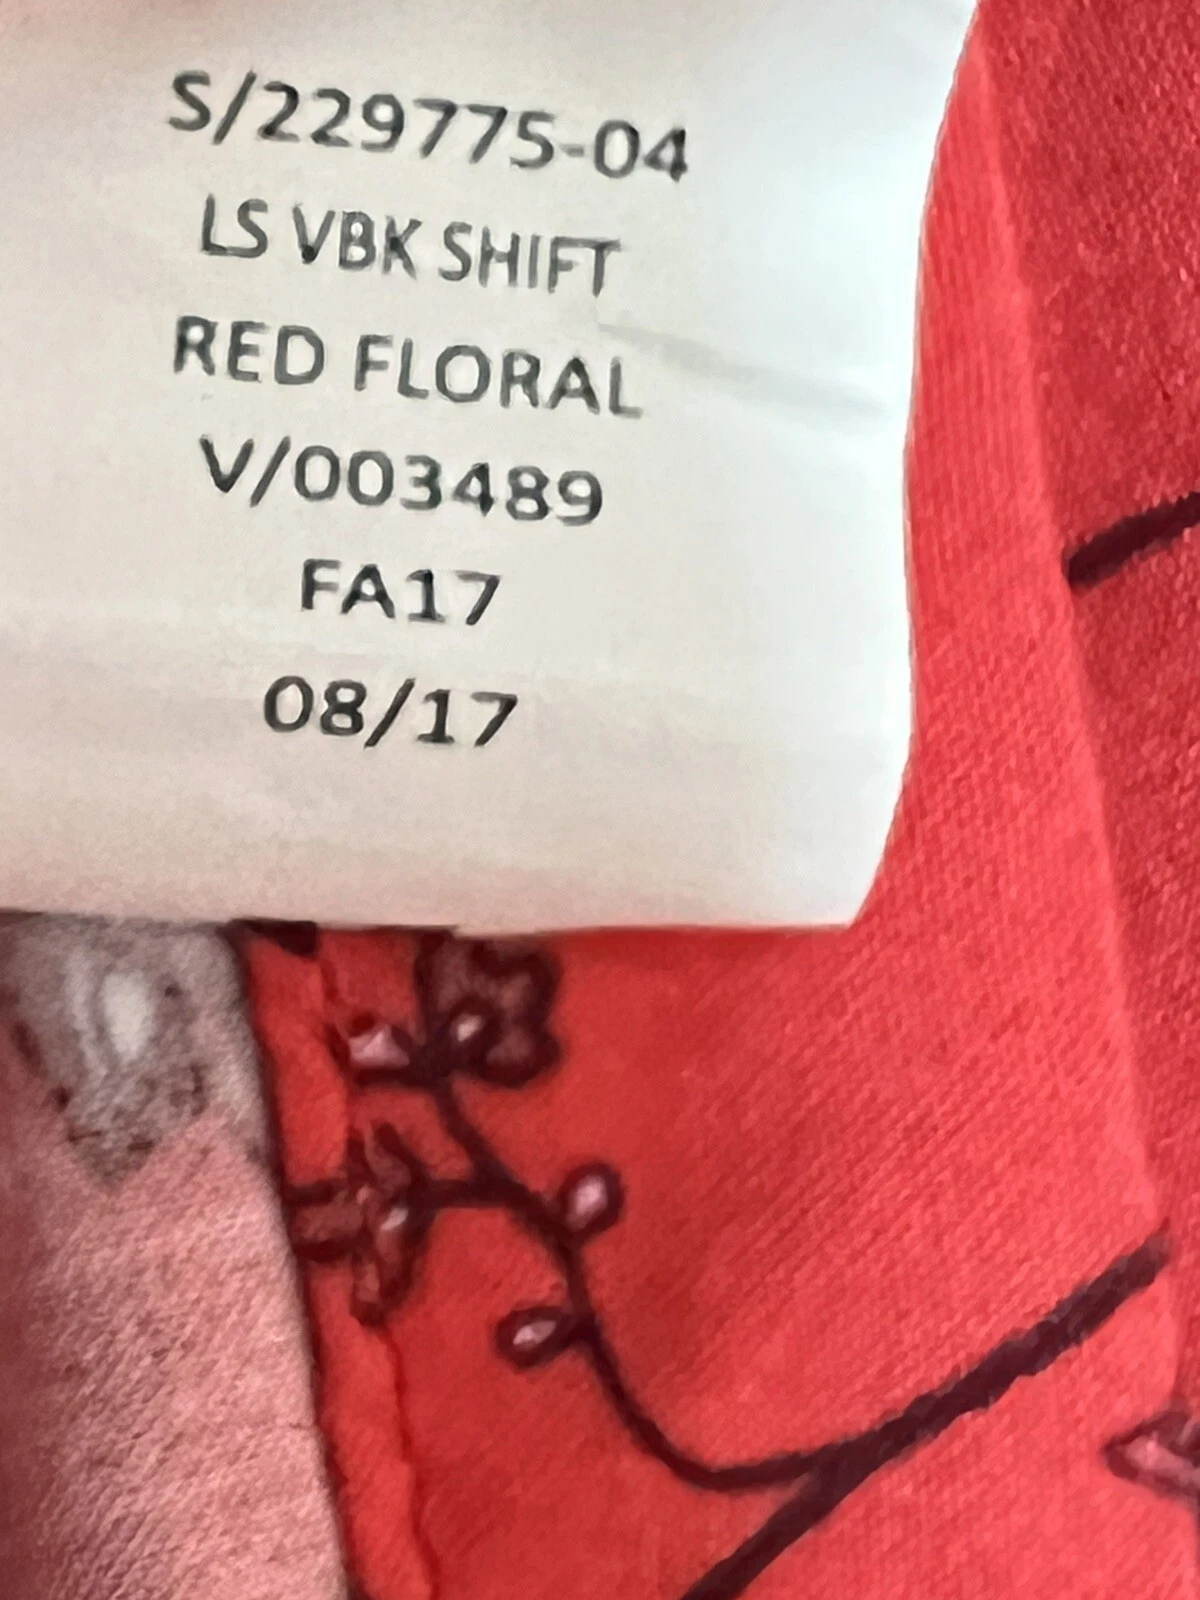 S/229775-04
LS VBK SHIFT
RED FLORAL
V/003489
FA17
08/17